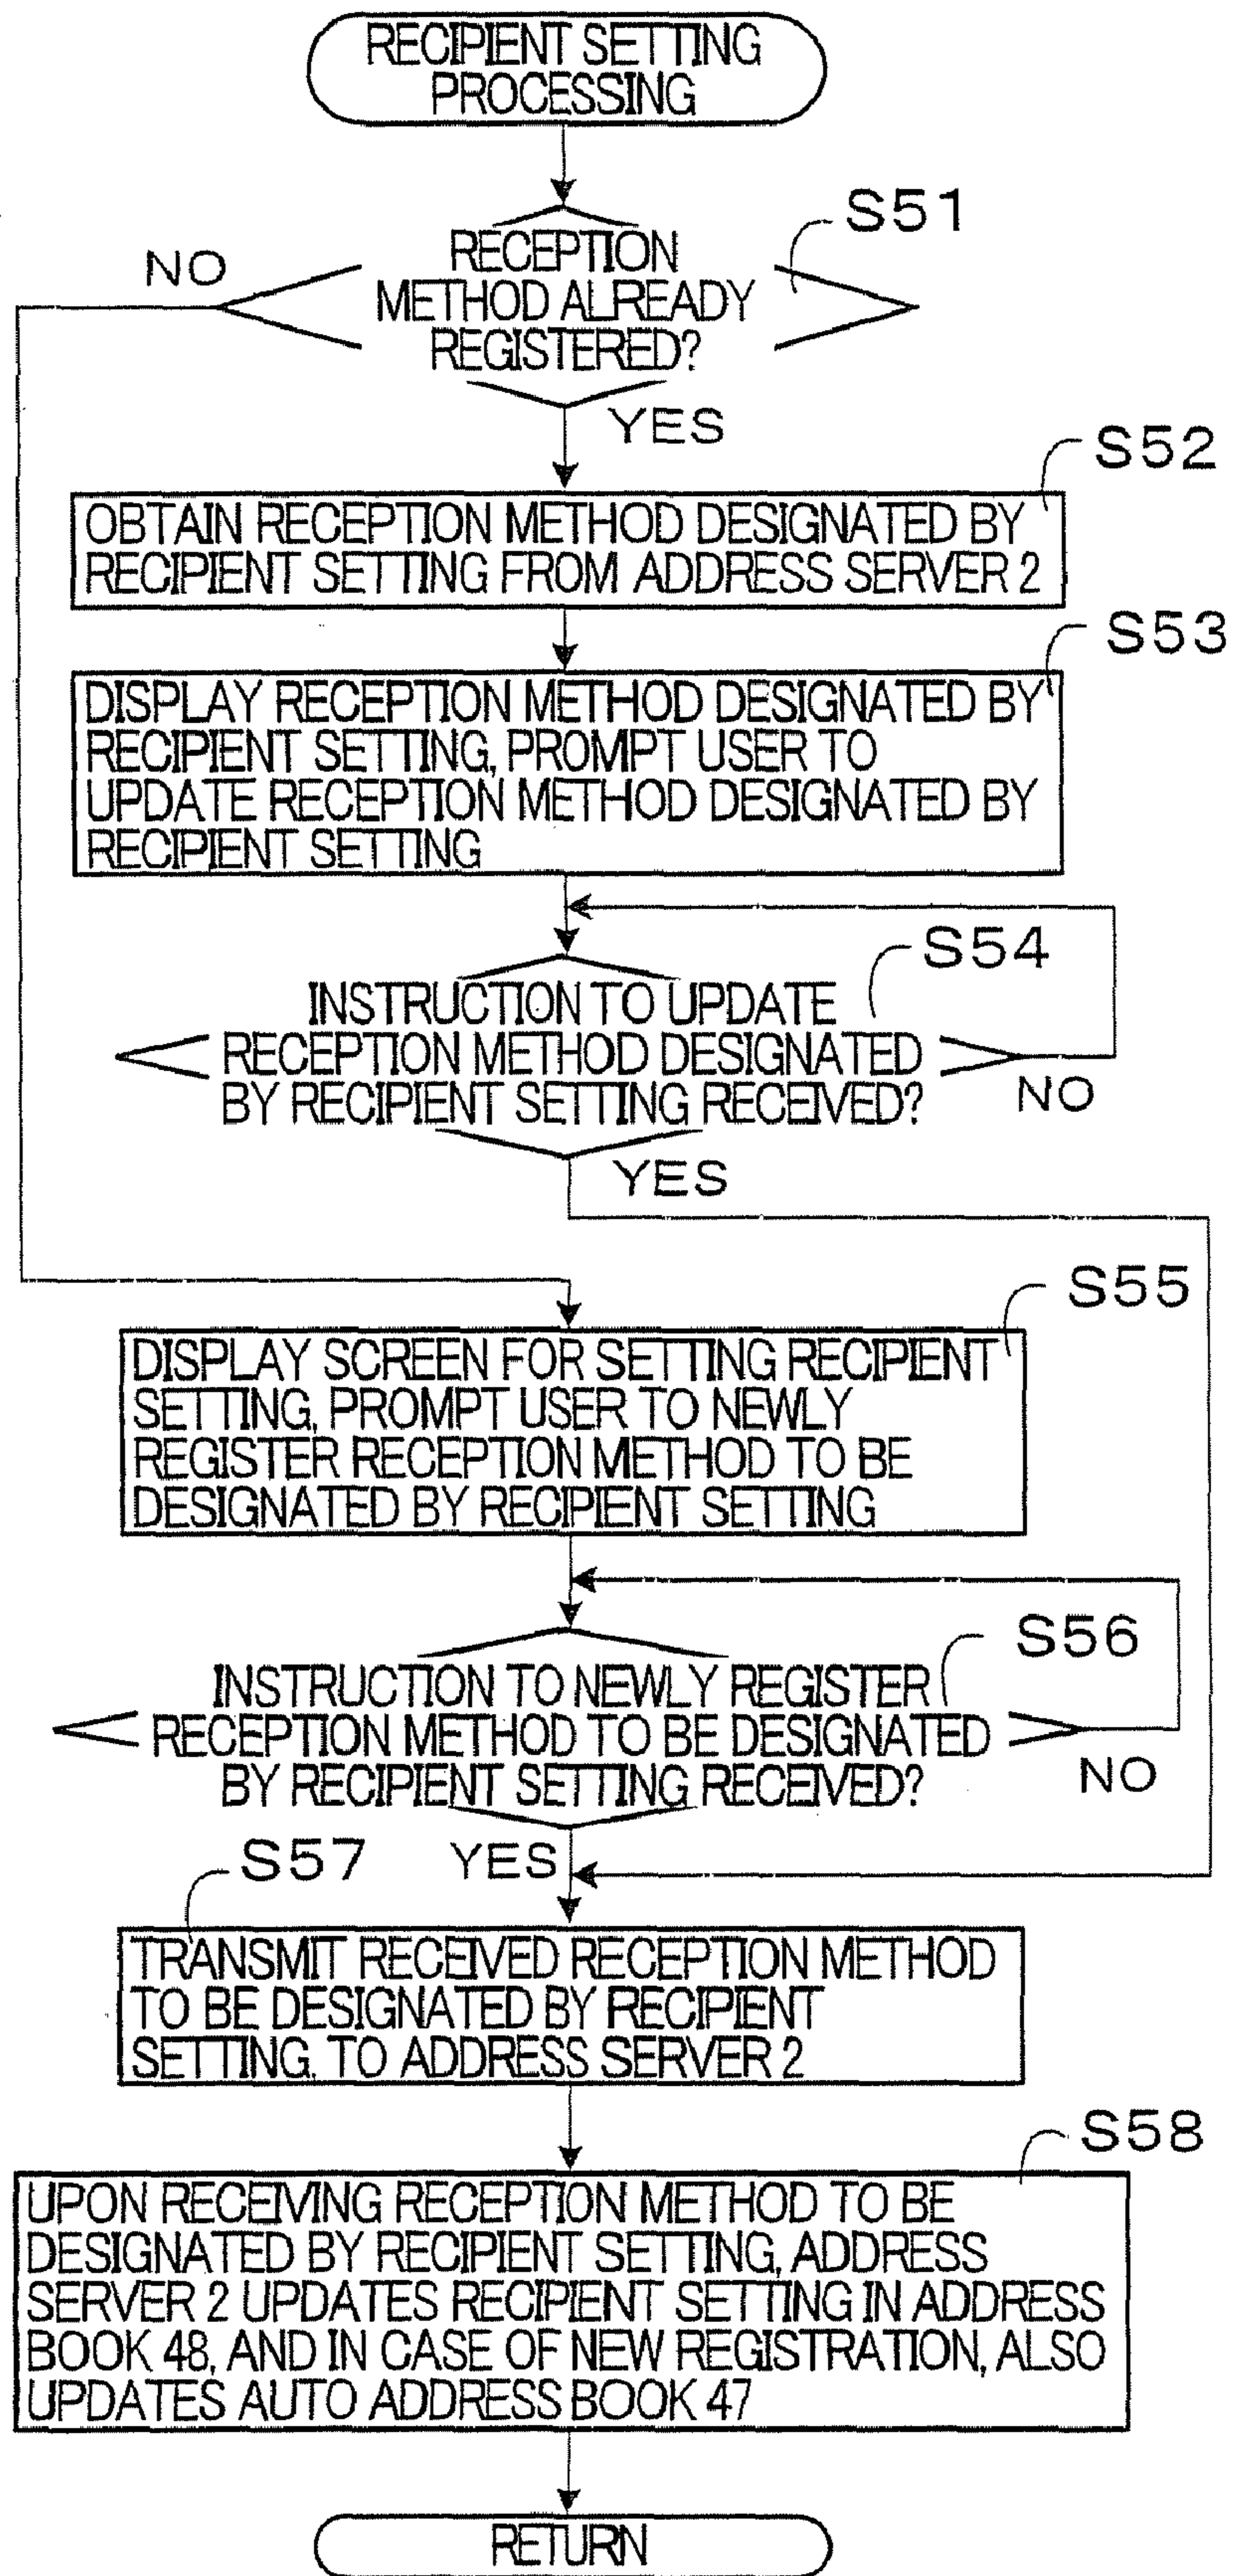 RECIPIENT SETTING
PROCESSING
S51
NO
RECEPTION
METHOD ALREADY
REGISTERED?
YES
S52
OBTAIN RECEPTION METHOD DESIGNATED BY
RECIPIENT SETTING FROM ADDRESS SERVER 2
S53
DISPLAY RECEPTION METHOD DESIGNATED BY
RECIPIENT SETTING, PROMPT USER TO
UPDATE RECEPTION METHOD DESIGNATED BY
RECIPIENT SETTING
S54
INSTRUCTION TO UPDATE
RECEPTION METHOD DESIGNATED
BY RECIPIENT SETTING RECEIVED?
NO
YES
S55
DISPLAY SCREEN FOR SETTING RECIPIENT
SETTING, PROMPT USER TO NEWLY
REGISTER RECEPTION METHOD TO BE
DESIGNATED BY RECIPIENT SETTING
S56
INSTRUCTION TO NEWLY REGISTER
RECEPTION METHOD TO BE DESIGNATED
BY RECIPIENT SETTING RECEIVED?
NO
S57
YES
TRANSMIT RECEIVED RECEPTION METHOD
TO BE DESIGNATED BY RECIPIENT
SETTING, TO ADDRESS SERVER 2
S58
UPON RECEIVING RECEPTION METHOD TO BE
DESIGNATED BY RECIPIENT SETTING, ADDRESS
SERVER 2 UPDATES RECIPIENT SETTING IN ADDRESS
BOOK 48, AND IN CASE OF NEW REGISTRATION, ALSO
UPDATES AUTO ADDRESS BOOK 47
RETURN